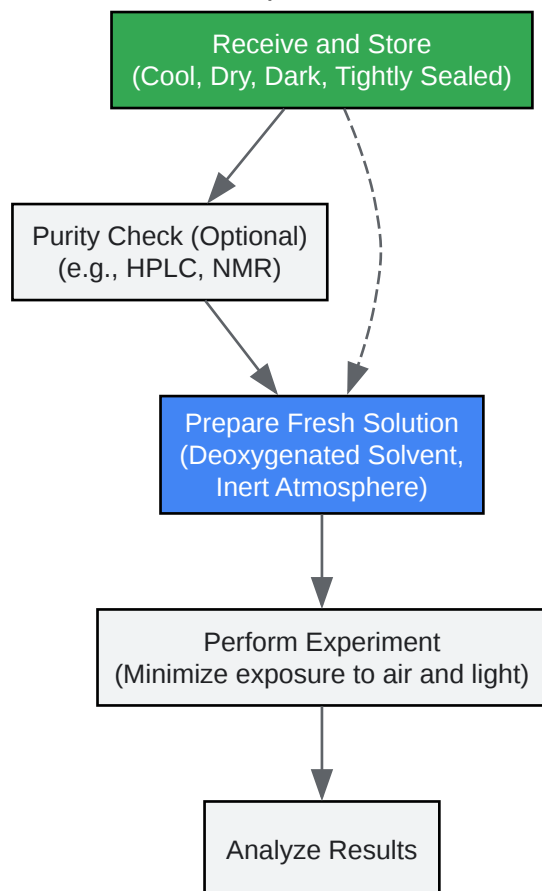 Receive and Store
(Cool, Dry, Dark, Tightly Sealed)
Purity Check (Optional)
(e.g., HPLC, NMR)
Prepare Fresh Solution
(Deoxygenated Solvent,
Inert Atmosphere)
Perform Experiment
(Minimize exposure to air and light)
Analyze Results